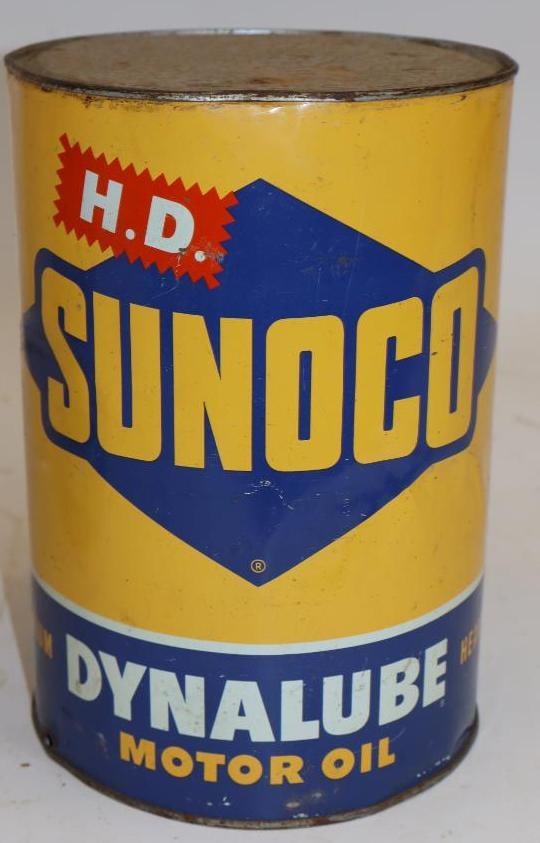 H.D.
SUNOCO
®
DYNALUBE
MOTOR OIL